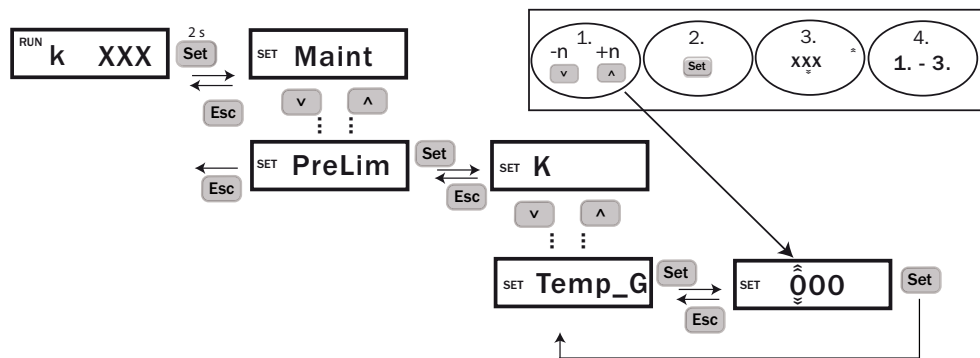 RUN k XXX
2 s
Set
Esc
SET Maint
v ^
1. 2. 3. 4.
-n +n
v ^
Set
xxx
1. - 3.
SET PreLim
Esc
Set
Esc
SET K
v ^
SET Temp_G
Set
Esc
SET 000
Set